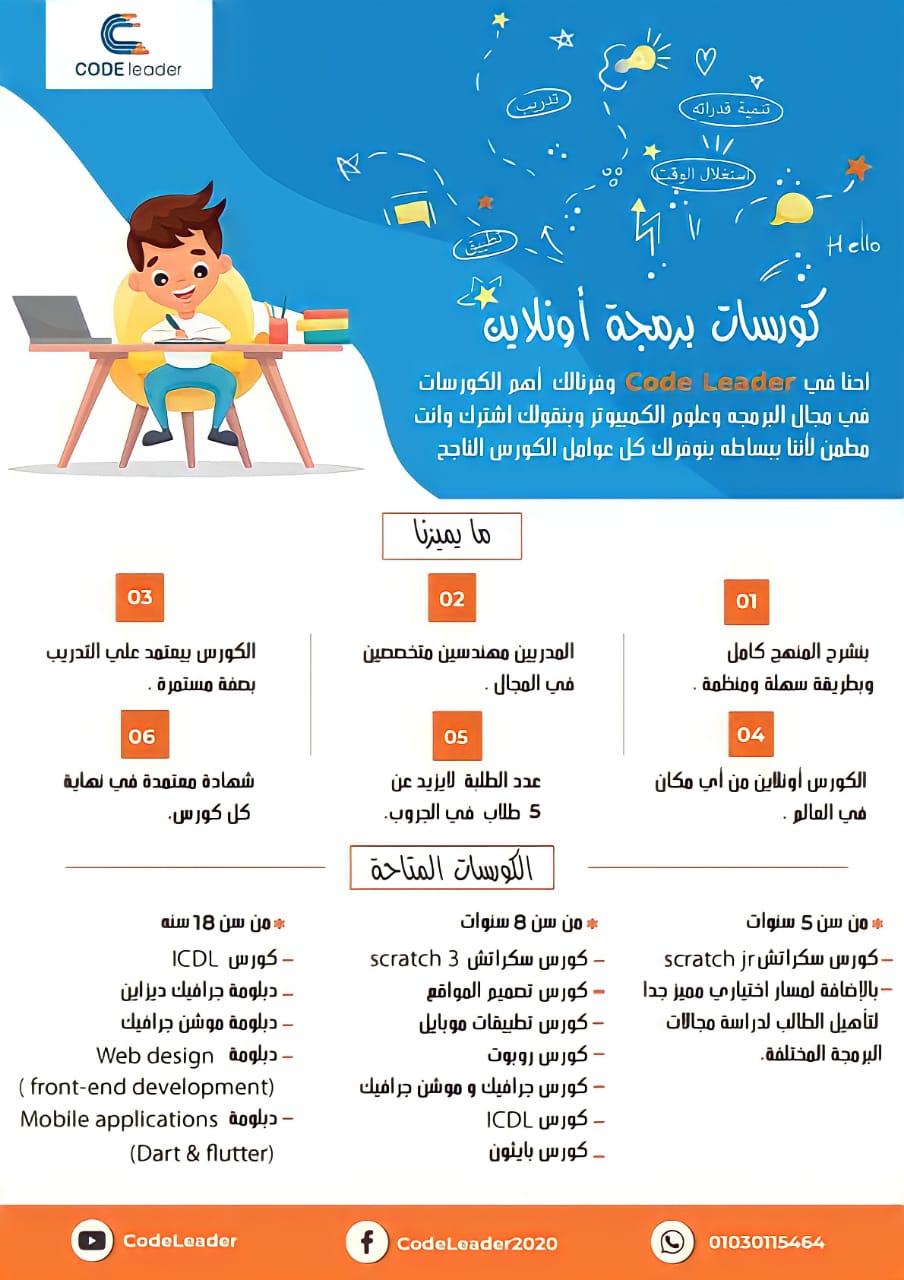 CODE leader
تدريب
تنمية قدراته
استغلال الوقت
تطبيق
Hello
كورسات برمجة أونلاين
احنا في Code Leader وفرنالك أهم الكورسات
في مجال البرمجه وعلوم الكمبيوتر وبنقولك اشترك وانت
مطمن لأننا ببساطه بنوفرلك كل عوامل الكورس الناجح
ما يميزنا
01
بنشرح المنهج كامل
وبطريقة سهلة ومنظمة .
02
المدربين مهندسين متخصصين
في المجال .
03
الكورس بيعتمد علي التدريب
بصفة مستمرة .
04
الكورس أونلاين من أي مكان
في العالم .
05
عدد الطلبة لايزيد عن
5 طلاب في الجروب.
06
شهادة معتمدة في نهاية
كل كورس.
الكورسات المتاحة
* من سن 5 سنوات
– كورس سكراتش scratch jr
– بالإضافة لمسار اختياري مميز جدا
لتأهيل الطالب لدراسة مجالات
البرمجة المختلفة.
* من سن 8 سنوات
– كورس سكراتش scratch 3
– كورس تصميم المواقع
– كورس تطبيقات موبايل
– كورس روبوت
– كورس جرافيك و موشن جرافيك
– كورس ICDL
– كورس بايثون
* من سن 18 سنه
– كورس ICDL
– دبلومة جرافيك ديزاين
– دبلومة موشن جرافيك
– دبلومة Web design
( front-end development)
– دبلومة Mobile applications
(Dart & flutter)
CodeLeader
CodeLeader2020
01030115464